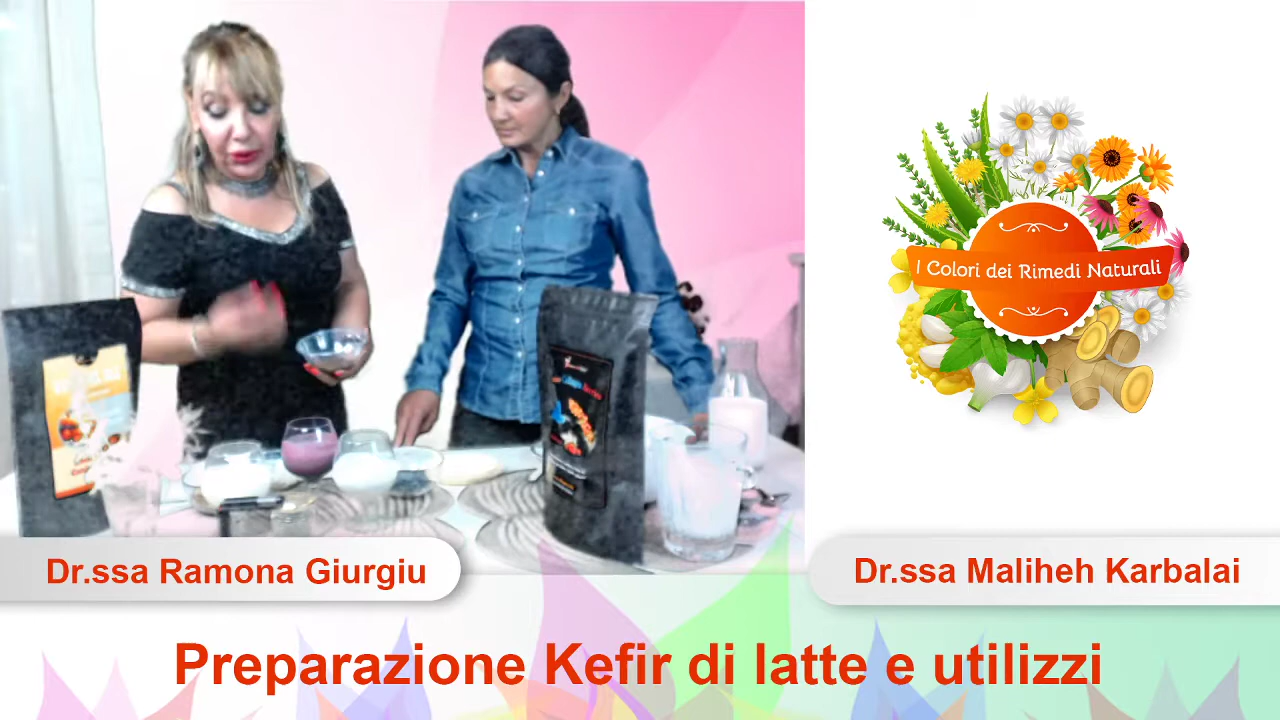 I Colori dei Rimedi Naturali
Dr.ssa Ramona Giurgiu
Dr.ssa Maliheh Karbalai
Preparazione Kefir di latte e utilizzi